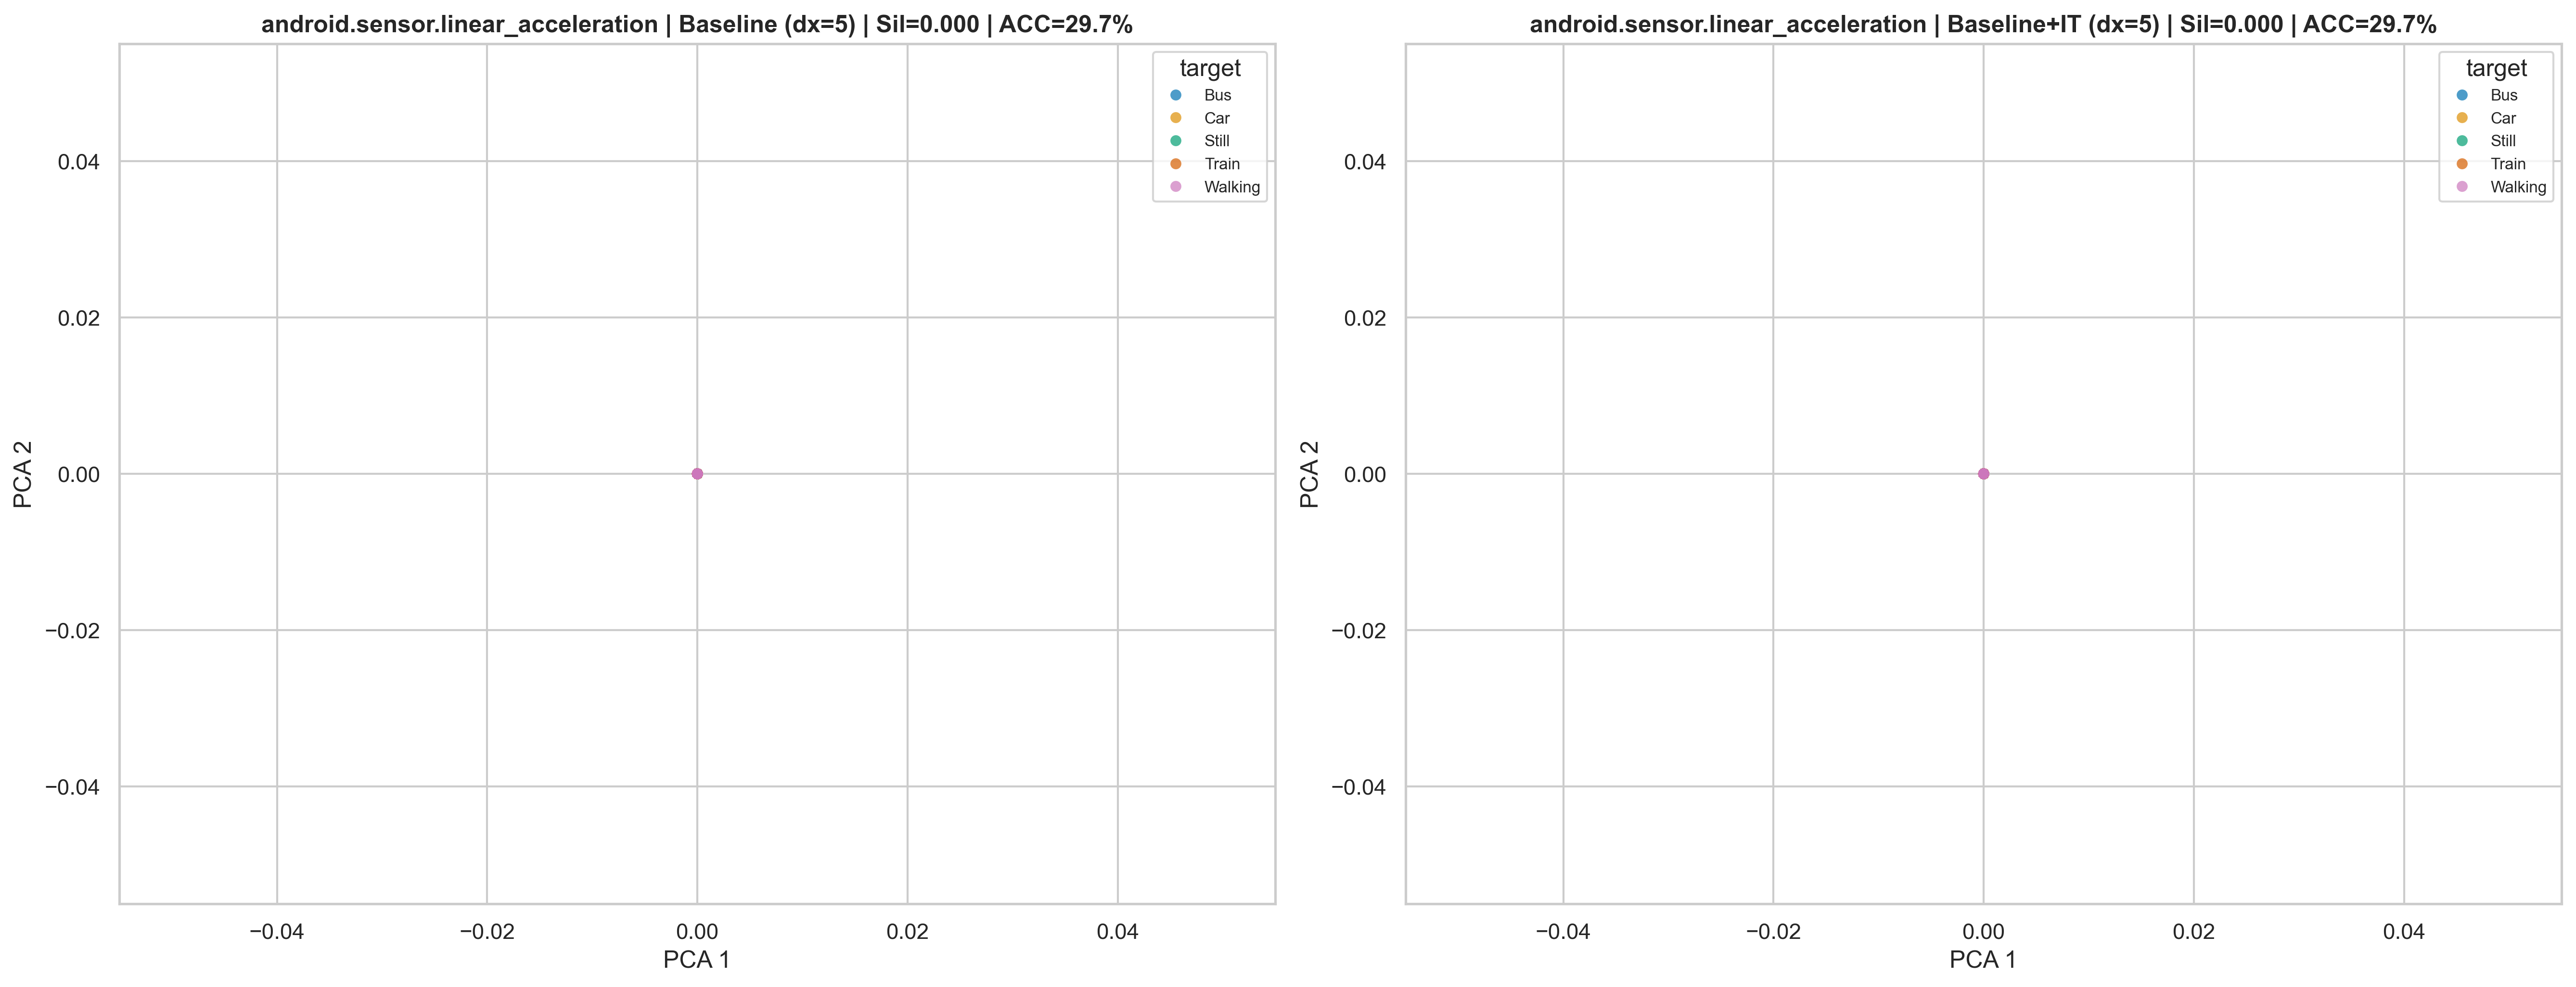 android.sensor.linear_acceleration | Baseline (dx=5) | Sil=0.000 | ACC=29.7%
target
Bus
Car
Still
Train
Walking
0.04
0.02
0.00
−0.02
−0.04
PCA 2
−0.04
−0.02
0.00
0.02
0.04
PCA 1
android.sensor.linear_acceleration | Baseline+IT (dx=5) | Sil=0.000 | ACC=29.7%
target
Bus
Car
Still
Train
Walking
0.04
0.02
0.00
−0.02
−0.04
PCA 2
−0.04
−0.02
0.00
0.02
0.04
PCA 1